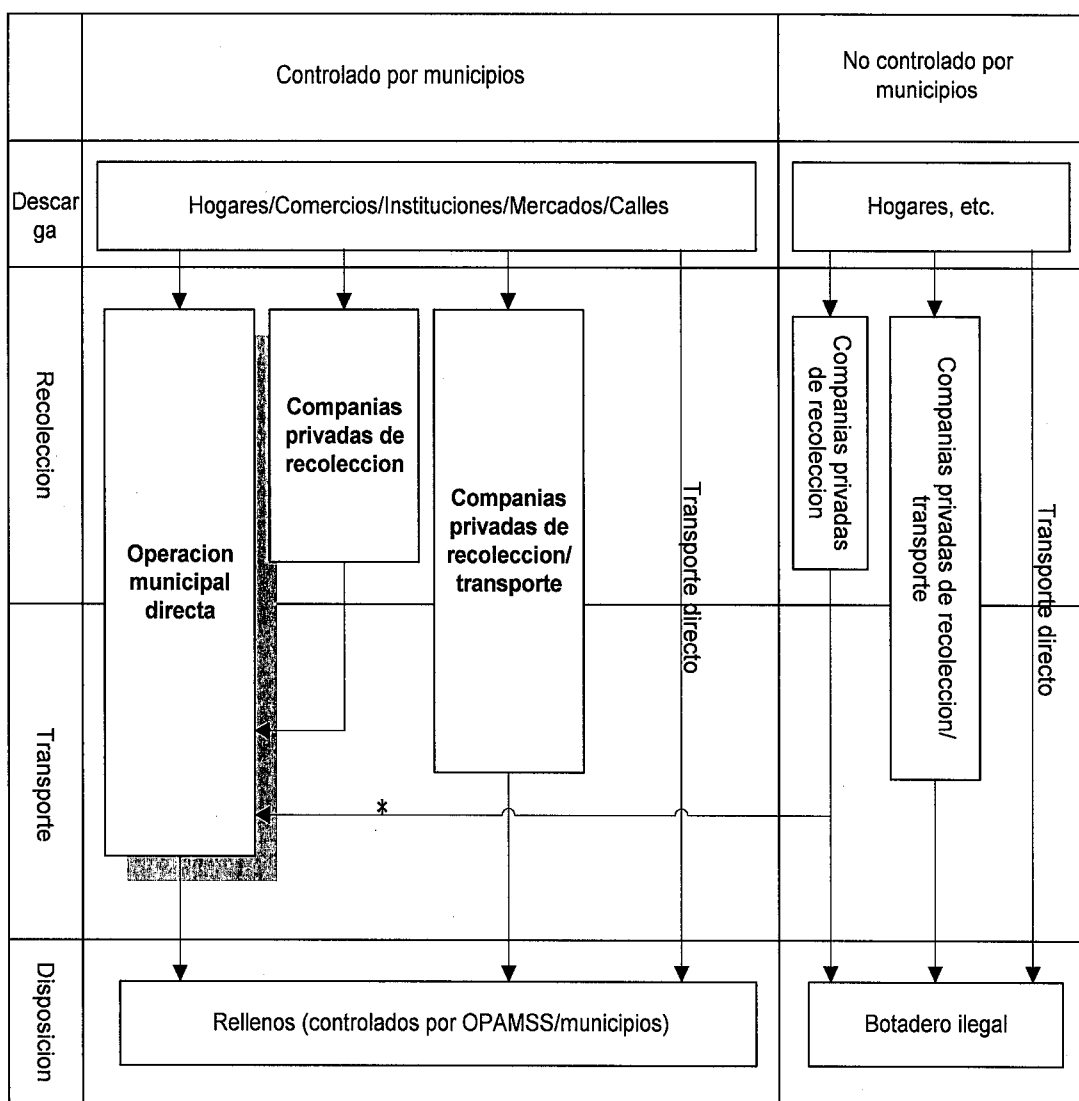 Controlado por municipios
No controlado por
municipios
Descar
ga
Hogares/Comercios/Instituciones/Mercados/Calles
Hogares, etc.
Recoleccion
Operacion
municipal
directa
Companias
privadas de
recoleccion
Companias
privadas de
recoleccion/
transporte
Transporte directo
Companias privadas
de recoleccion
Companias privadas de recoleccion/
transporte
Transporte directo
Transporte
*
Disposicion
Rellenos (controlados por OPAMSS/municipios)
Botadero ilegal